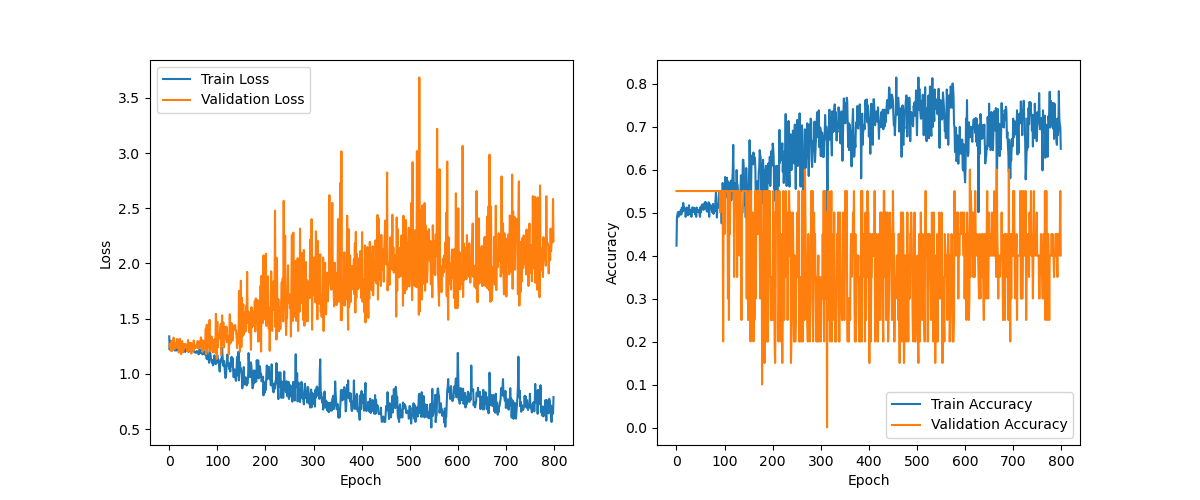 Train Loss
Validation Loss
Loss
3.5
3.0
2.5
2.0
1.5
1.0
0.5
0 100 200 300 400 500 600 700 800
Epoch
Accuracy
0.8
0.7
0.6
0.5
0.4
0.3
0.2
0.1
0.0
Train Accuracy
Validation Accuracy
0 100 200 300 400 500 600 700 800
Epoch